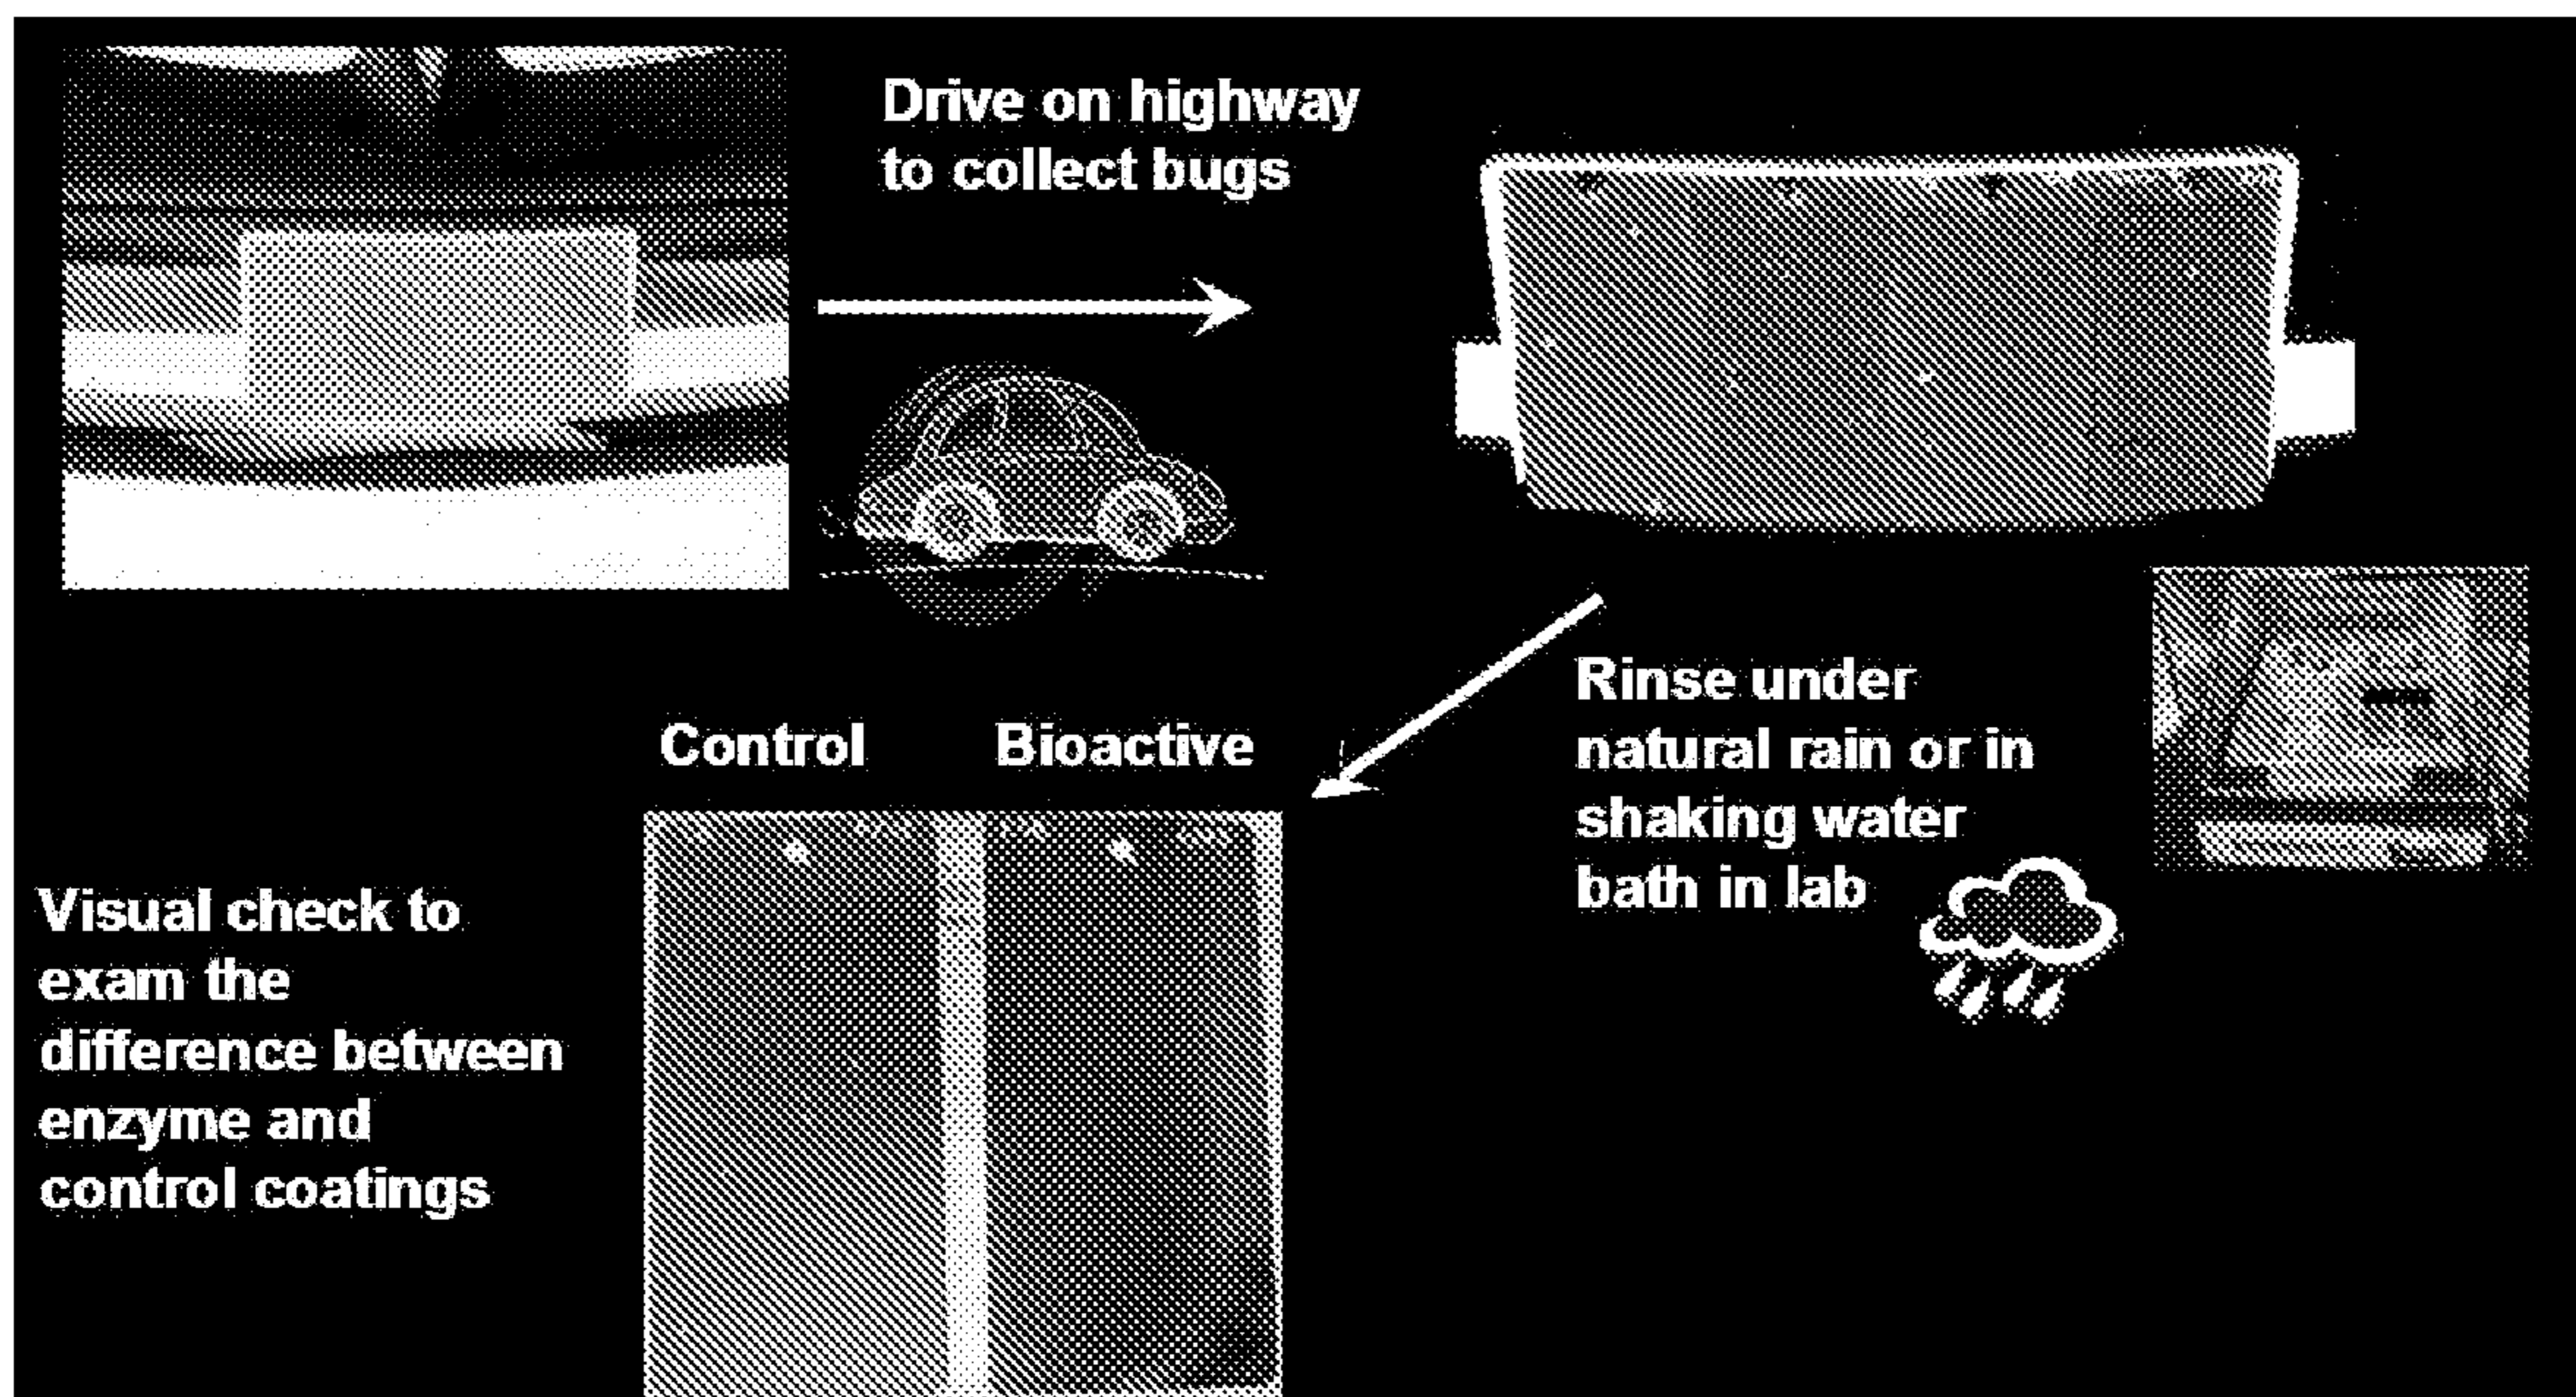 Drive on highway
to collect bugs
Rinse under
natural rain or in
shaking water
bath in lab
Control
Bioactive
Visual check to
exam the
difference between
enzyme and
control coatings